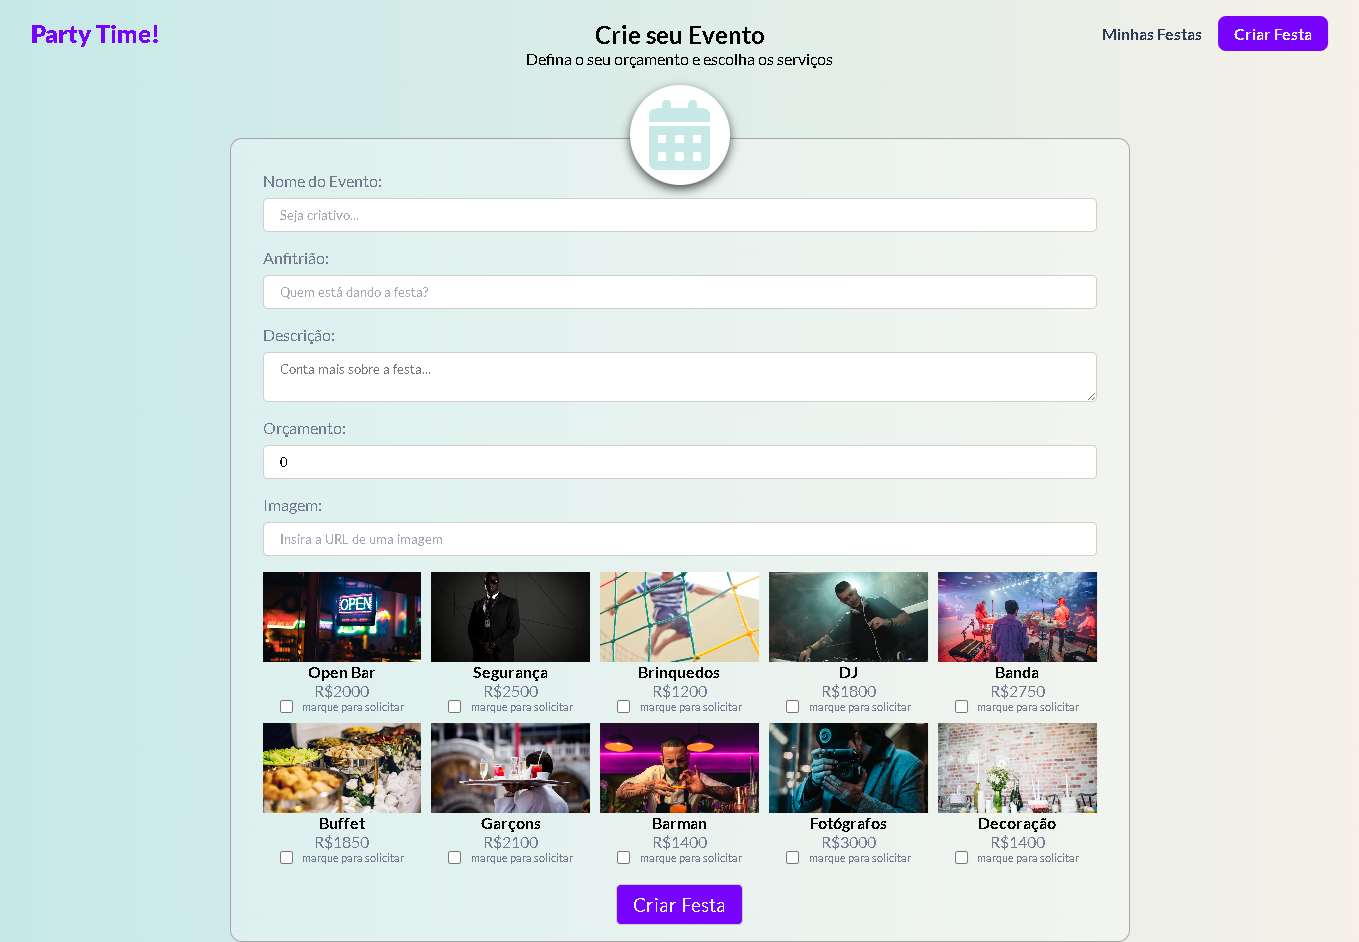 Party Time!
Crie seu Evento
Defina o seu orçamento e escolha os serviços
Minhas Festas
Criar Festa
Nome do Evento:
Seja criativo...
Anfitrião:
Quem está dando a festa?
Descrição:
Conta mais sobre a festa...
Orçamento:
0
Imagem:
Insira a URL de uma imagem
OPEN
Open Bar
R$2000
marque para solicitar
Segurança
R$2500
marque para solicitar
Brinquedos
R$1200
marque para solicitar
DJ
R$1800
marque para solicitar
Banda
R$2750
marque para solicitar
Buffet
R$1850
marque para solicitar
Garçons
R$2100
marque para solicitar
Barman
R$1400
marque para solicitar
Fotógrafos
R$3000
marque para solicitar
Decoração
R$1400
marque para solicitar
Criar Festa